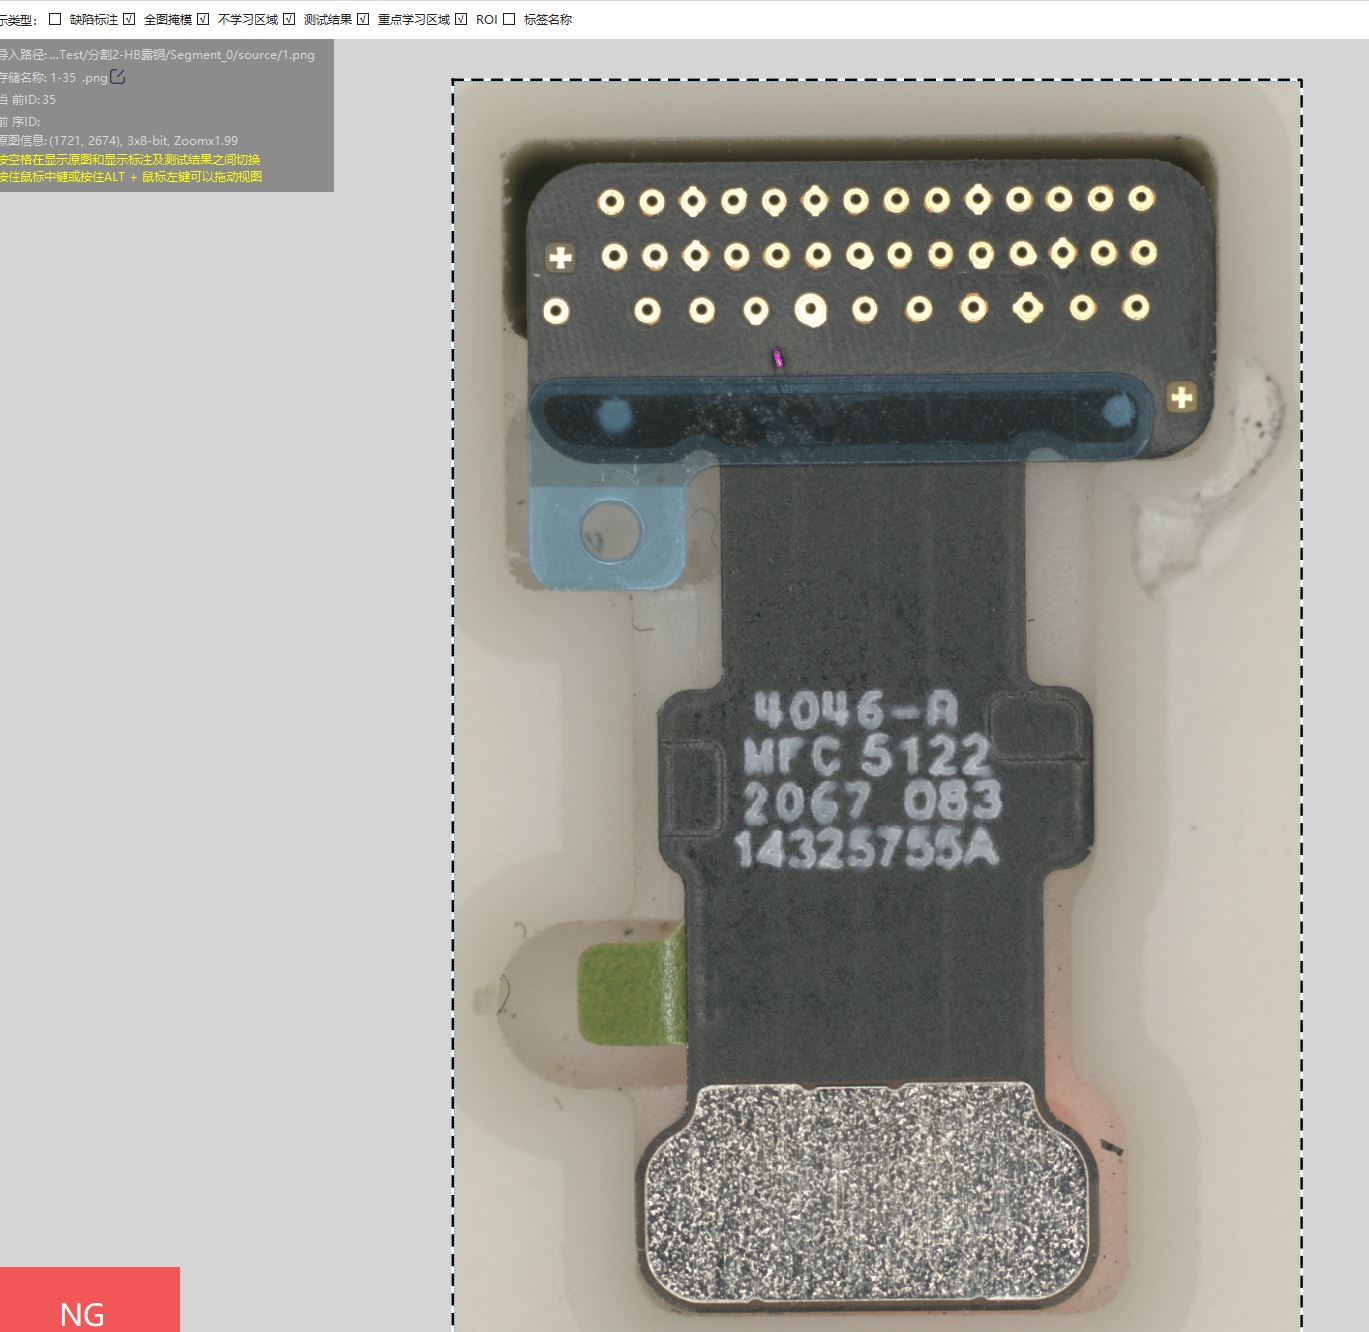 示类型: 缺陷标注 全图掩模 不学习区域 测试结果 重点学习区域 ROI 标签名称
导入路径: ...Test/分割2-HB露铜/Segment_0/source/1.png
存储名称: 1-35 .png
当 前ID: 35
前 序ID:
原图信息: (1721, 2674), 3x8-bit, Zoomx1.99
按空格在显示原图和显示标注及测试结果之间切换
按住鼠标中键或按住ALT + 鼠标左键可以拖动视图
4046-A
MFC 5122
2067 083
14325755A
NG